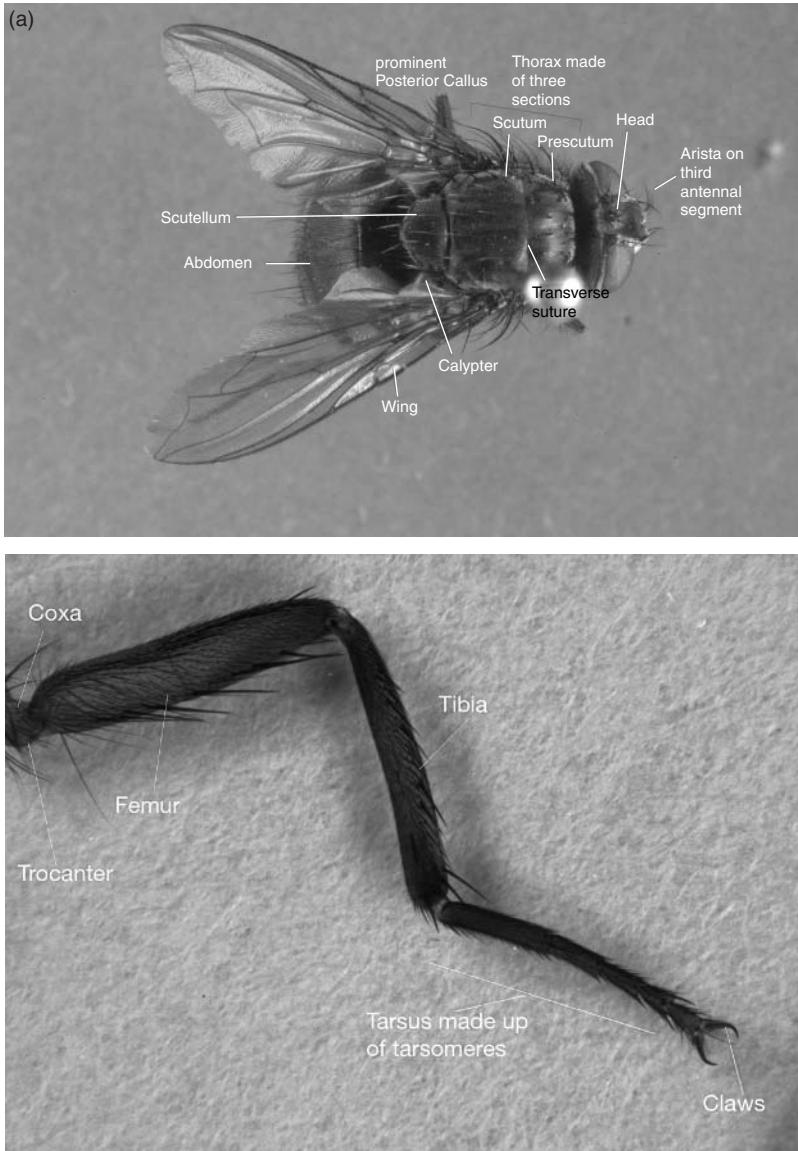 (a)
prominent
Posterior Callus
Thorax made
of three
sections
Scutum
Prescutum
Head
Arista on
third
antennal
segment
Scutellum
Abdomen
Transverse
suture
Calypter
Wing
Coxa
Tibia
Femur
Trocanter
Tarsus made up
of tarsomeres
Claws